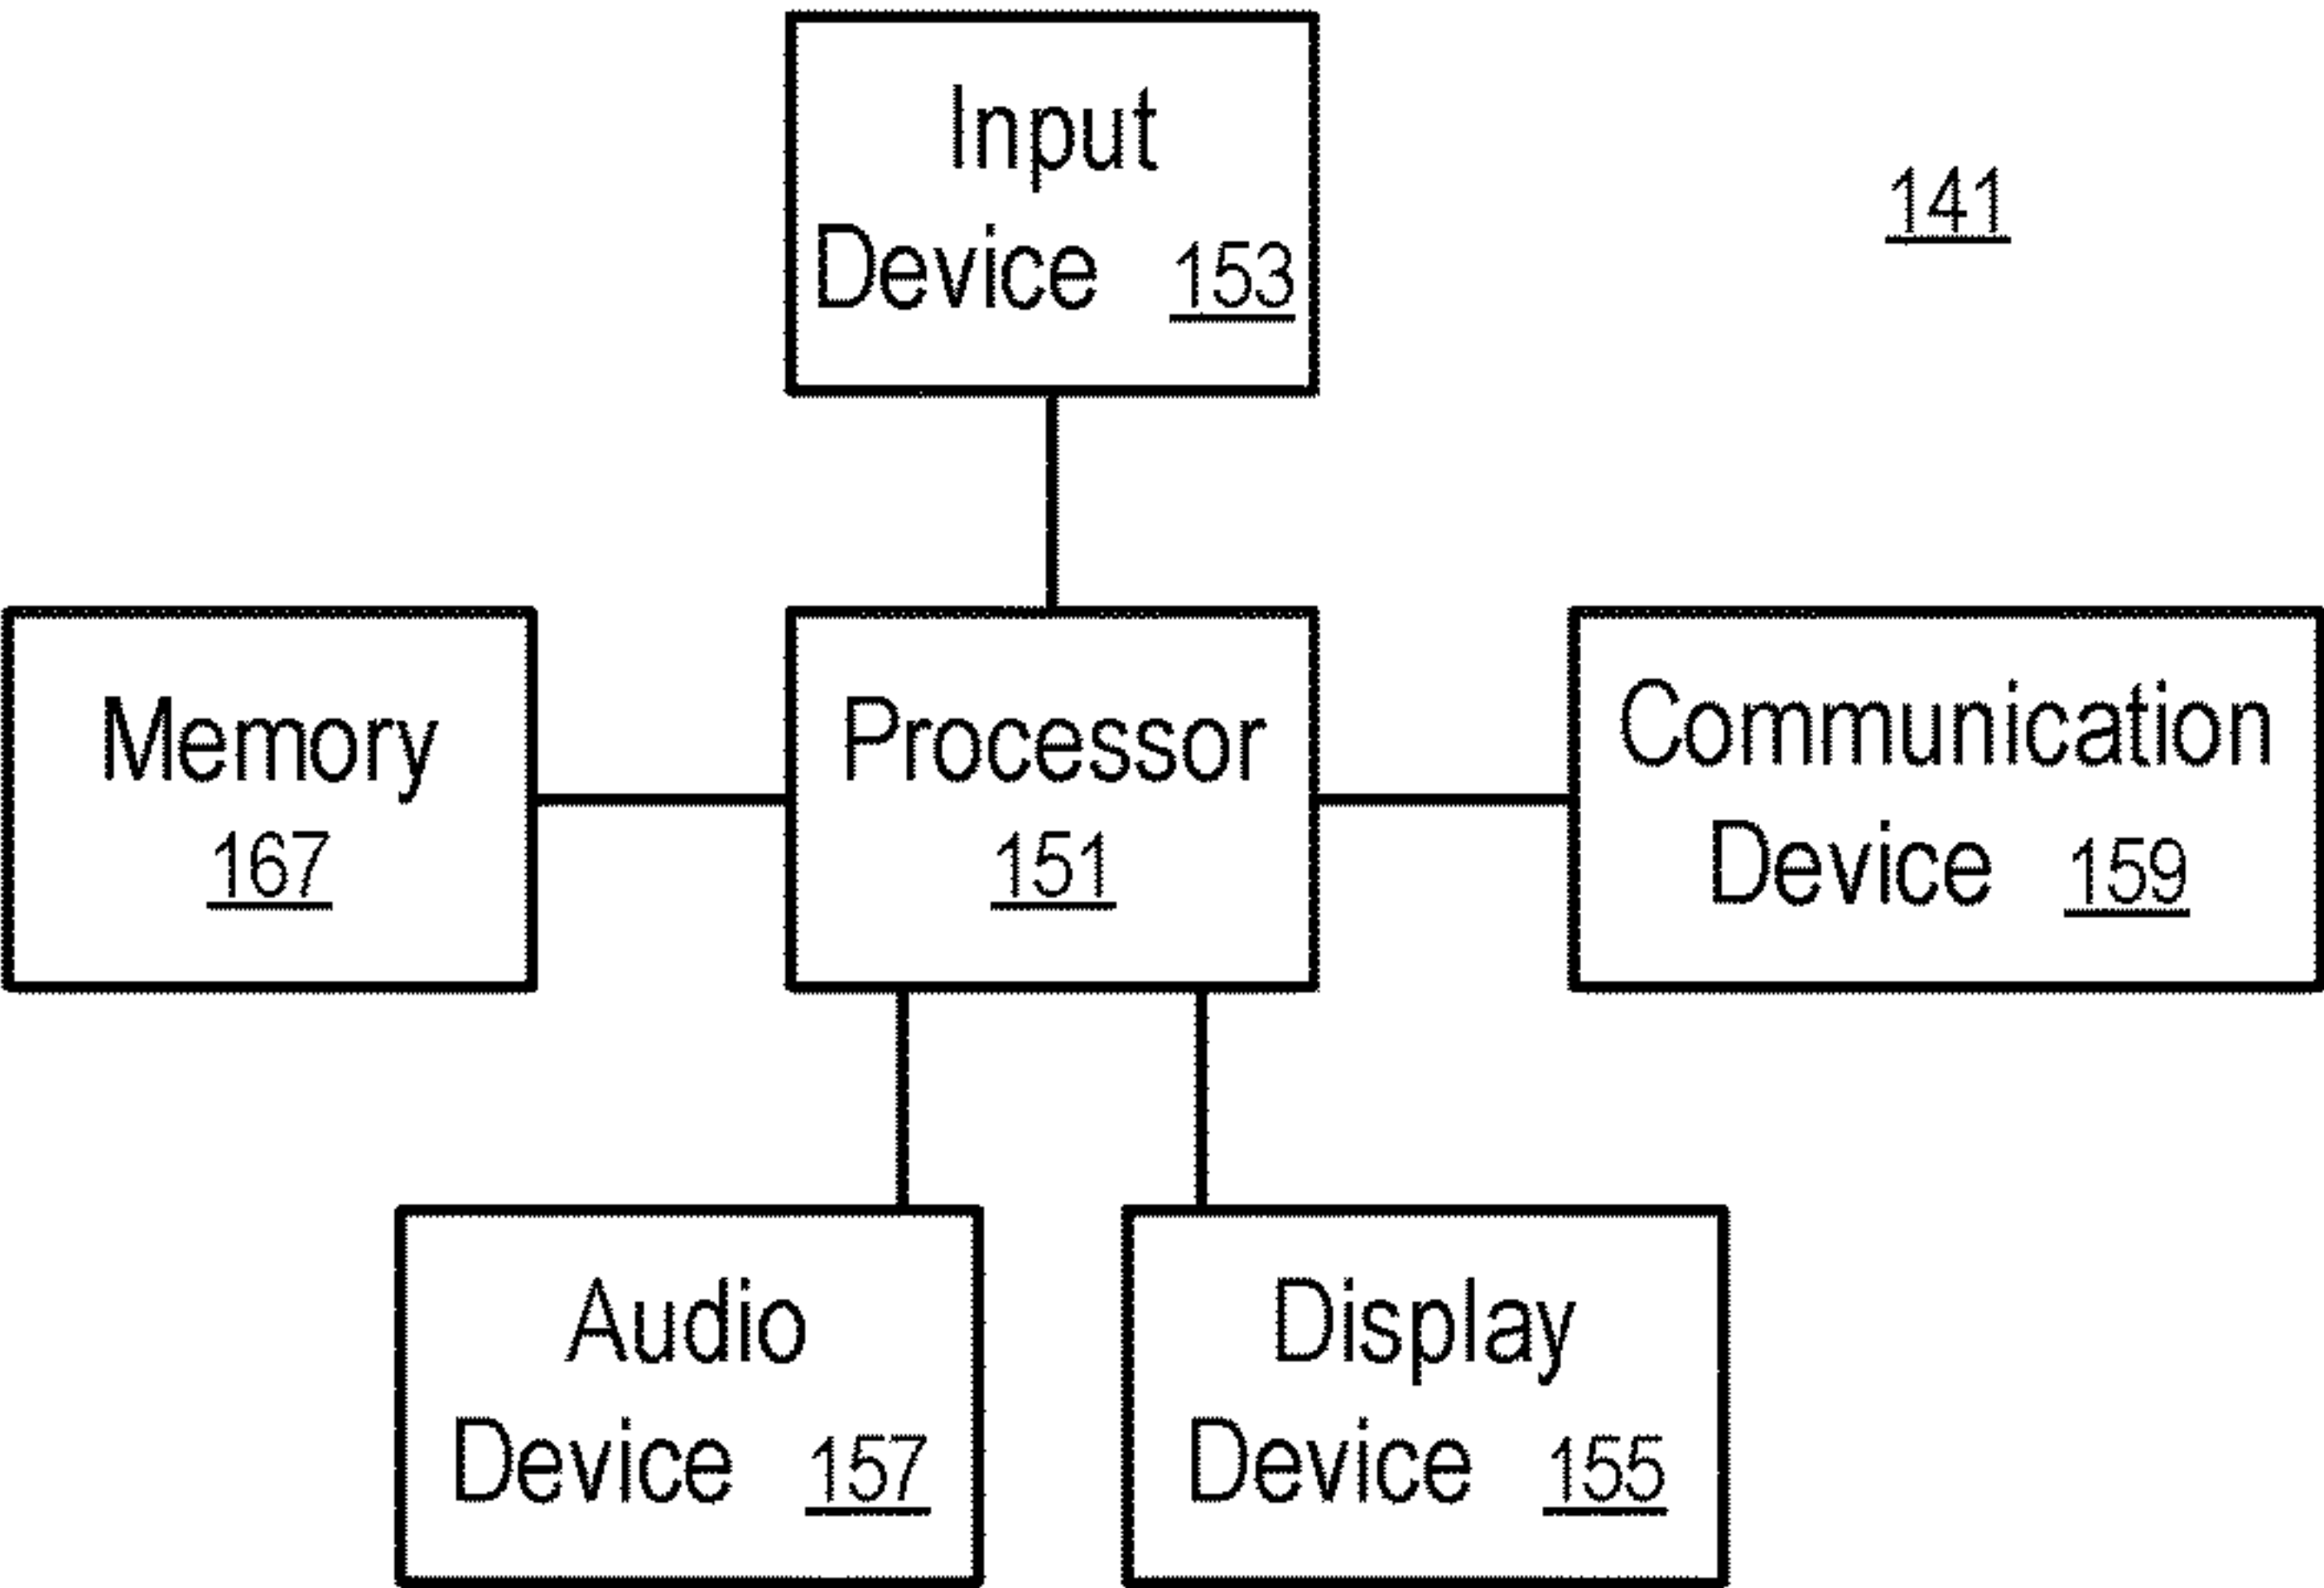 Input
Device 153
141
Memory
167
Processor
151
Communication
Device 159
Audio
Device 157
Display
Device 155